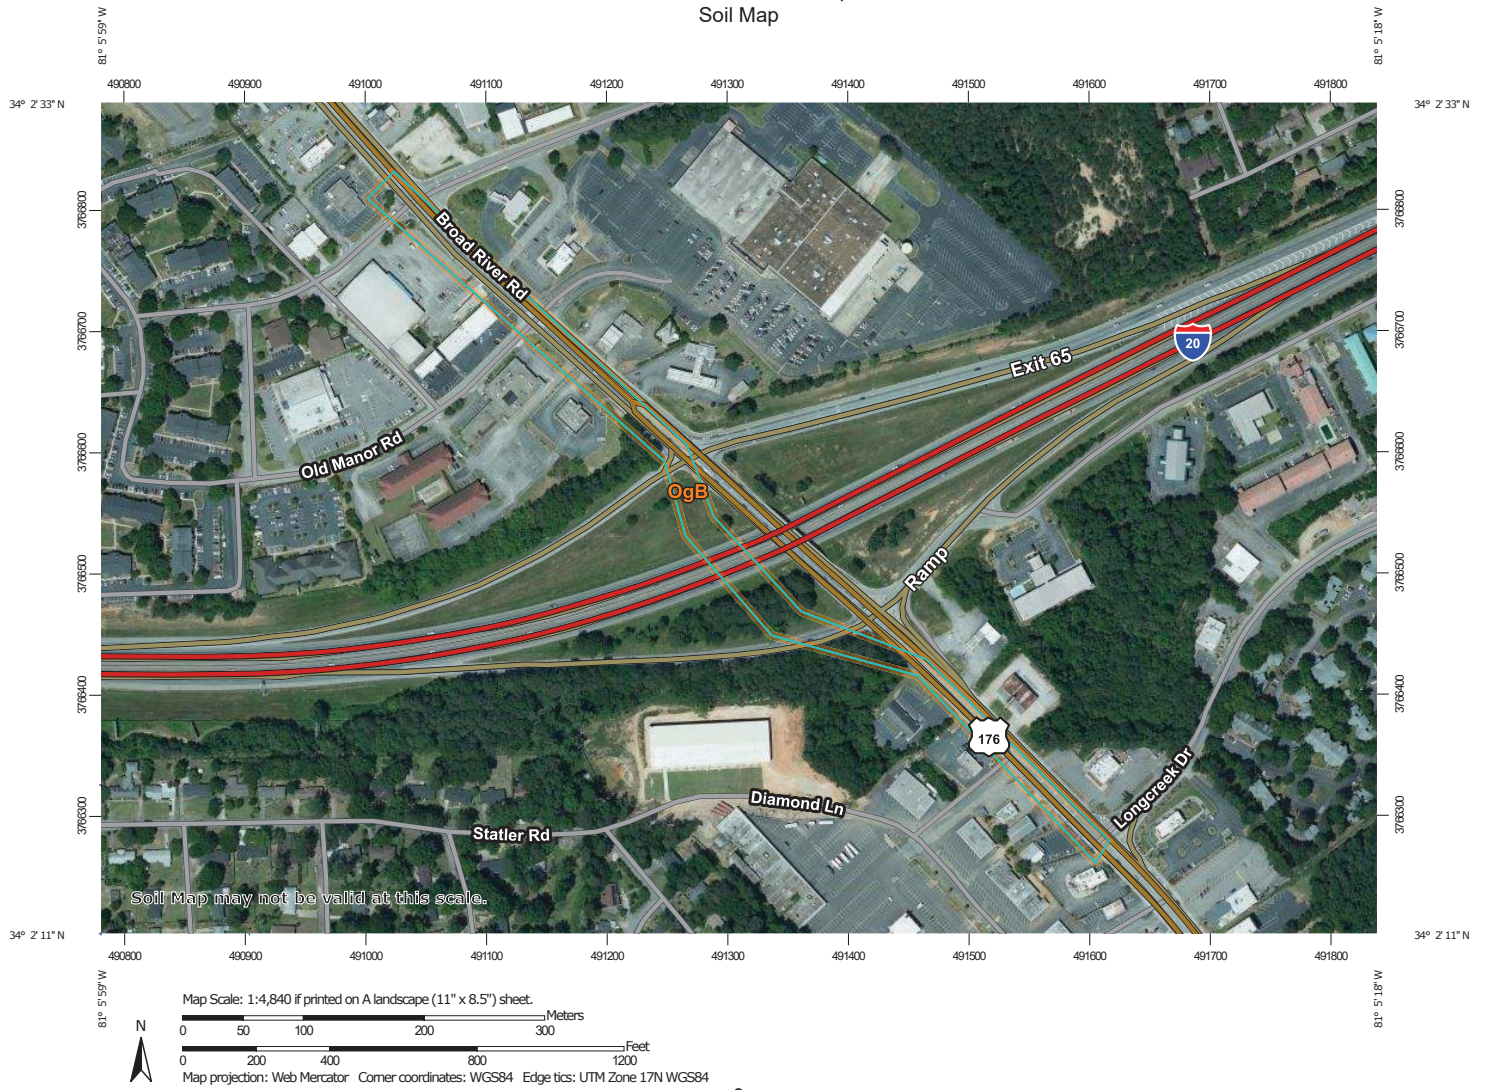 Soil Map
81° 5' 59" W
81° 5' 18" W
490800 490900 491000 491100 491200 491300 491400 491500 491600 491700 491800
34° 2' 33" N
34° 2' 33" N
3766800
3766800
Broad River Rd
3766700
3766700
20
Exit 65
Old Manor Rd
3766600
3766600
OgB
3766500
3766500
Ramp
3766400
3766400
176
Longcreek Dr
Diamond Ln
3766300
3766300
Statler Rd
Soil Map may not be valid at this scale.
34° 2' 11" N
34° 2' 11" N
490800 490900 491000 491100 491200 491300 491400 491500 491600 491700 491800
81° 5' 59" W
81° 5' 18" W
Map Scale: 1:4,840 if printed on A landscape (11" x 8.5") sheet.
N
Meters
0 50 100 200 300
Feet
0 200 400 800 1200
Map projection: Web Mercator Corner coordinates: WGS84 Edge tics: UTM Zone 17N WGS84